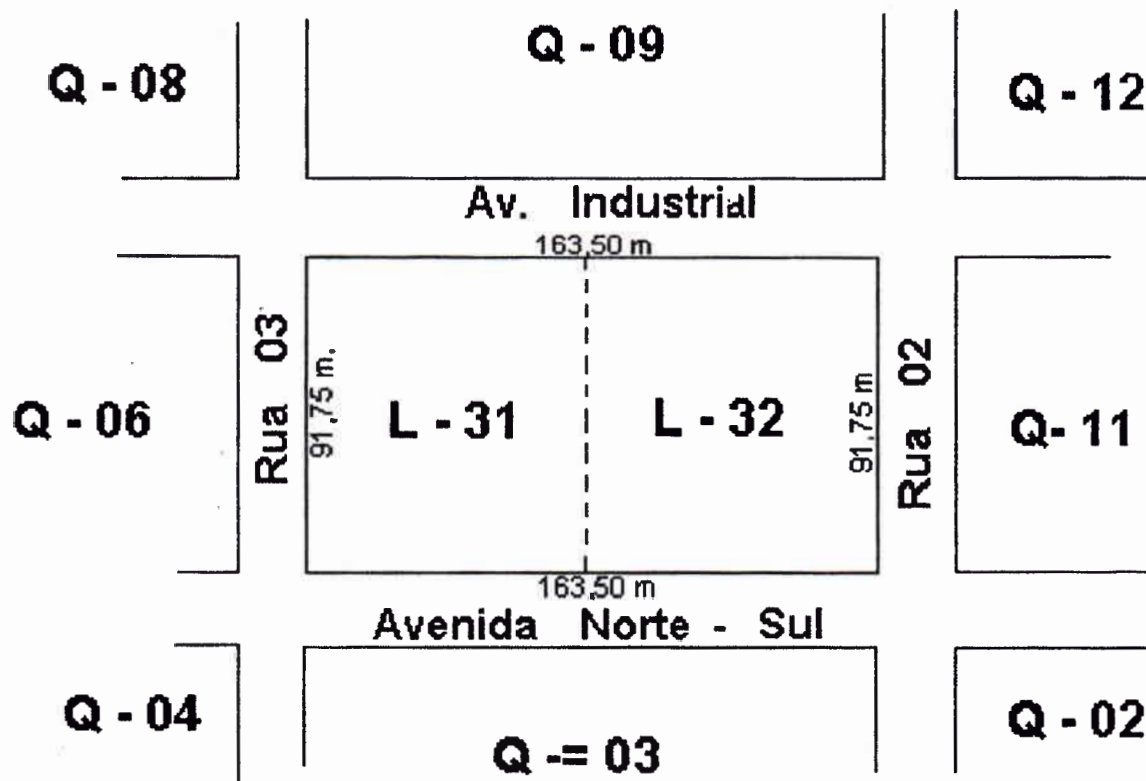 Q - 08
Q - 09
Q - 12
Av. Industrial
163,50 m
Q - 06
Rua 03
91,75 m.
L - 31
L - 32
91,75 m
Rua 02
Q- 11
163,50 m
Avenida Norte - Sul
Q - 04
Q -= 03
Q - 02